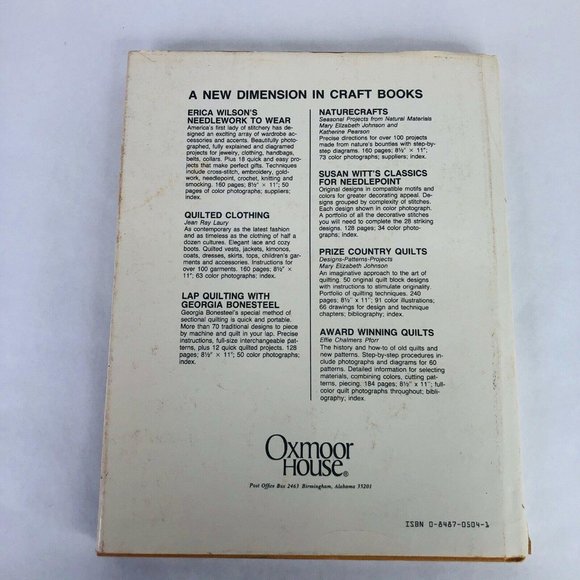 A NEW DIMENSION IN CRAFT BOOKS
ERICA WILSON'S
NEEDLEWORK TO WEAR
America's first lady of stitchery has de-
signed an exciting array of wardrobe ac-
cessories and accents. Beautifully photo-
graphed, fully explained and diagramed
projects for jewelry, clothing, handbags,
belts, collars. Plus 18 quick and easy pro-
jects that make perfect gifts. Techniques
include cross-stitch, embroidery, gold-
work, needlepoint, crochet, knitting and
smocking. 160 pages; 8½" × 11"; 50
pages of color photographs; suppliers;
index.
QUILTED CLOTHING
Jean Ray Laury
As contemporary as the latest fashion
and as timeless as the clothing of half a
dozen cultures. Elegant lace and cozy
boots. Quilted vests, jackets, kimonos,
coats, dresses, skirts, tops, children's gar-
ments and accessories. Instructions for
over 100 garments. 160 pages; 8½" ×
11"; 63 color photographs; index.
LAP QUILTING WITH
GEORGIA BONESTEEL
Georgia Bonesteel's special method of
sectional quilting is quick and portable.
More than 70 traditional designs to piece
by machine and quilt in your lap. Precise
instructions, full-size interchangeable pat-
terns, plus 12 quick quilted projects. 128
pages; 8½" × 11"; 50 color photographs;
index.
NATURECRAFTS
Seasonal Projects from Natural Materials
Mary Elizabeth Johnson and
Katherine Pearson
Precise directions for over 100 projects
made from nature's bounties with step-by-
step diagrams. 160 pages; 8½" × 11";
73 color photographs; suppliers; index.
SUSAN WITT'S CLASSICS
FOR NEEDLEPOINT
Original designs in compatible motifs and
colors for greater decorating appeal. De-
signs grouped by complexity of stitches.
Each design shown in color photograph.
A portfolio of all the decorative stitches
you will need to complete the 28 striking
designs. 128 pages; 34 color photo-
graphs; index.
PRIZE COUNTRY QUILTS
Designs-Patterns-Projects
Mary Elizabeth Johnson
An imaginative approach to the art of
quilting. 50 original quilt block designs
with instructions to stimulate originality.
Portfolio of quilting techniques. 240
pages; 8½" x 11"; 91 color illustrations;
66 drawings for design and technique
chapters; bibliography; index.
AWARD WINNING QUILTS
Effie Chalmers Pforr
The history and how-to of old quilts and
new patterns. Step-by-step procedures in-
clude photographs and diagrams for 60
patterns. Detailed information for selecting
materials, combining colors, cutting pat-
terns, piecing. 184 pages; 8½" x 11"; full-
color quilt photographs throughout; bibli-
ography; index.
Oxmoor
HOUSE®
Post Office Box 2463 Birmingham, Alabama 35201
ISBN 0-8487-0504-1